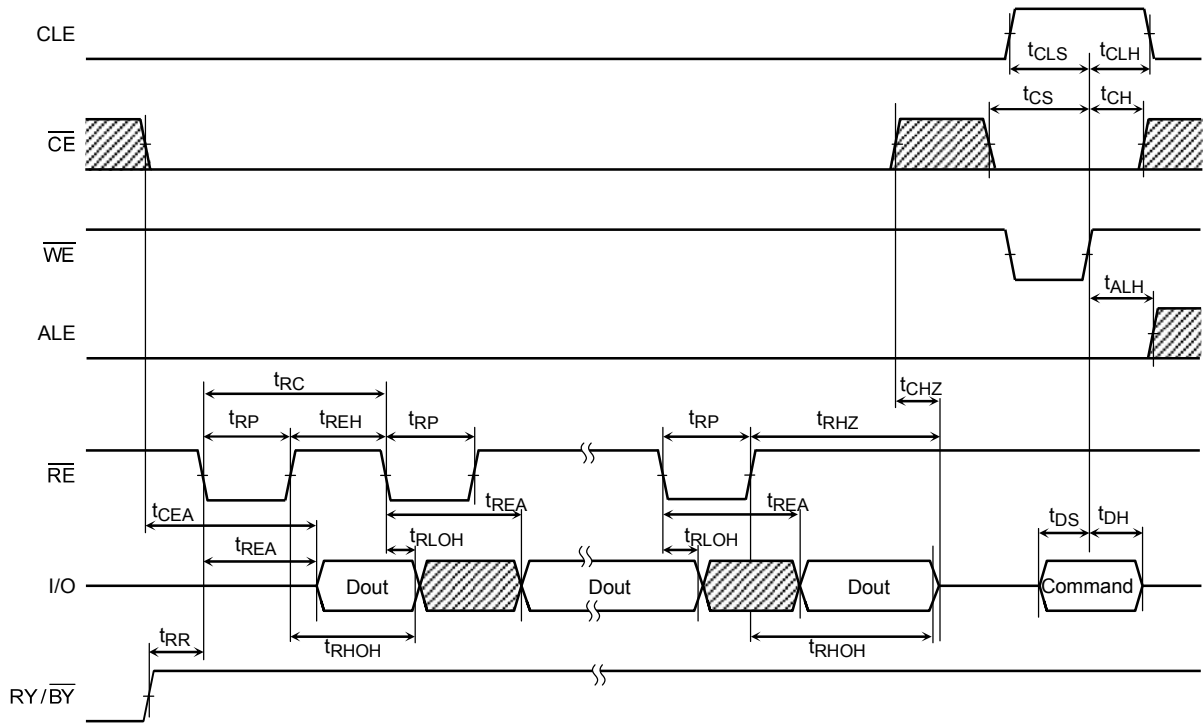 CLE
tCLS tCLH
tCS tCH
CE
WE
tALH
ALE
tRC
tCHZ
tRP tREH tRP tRP tRHZ
RE
tCEA tREA tREA tDS tDH
tREA tRLOH tRLOH
I/O Dout Dout Dout Command
tRR tRHOH tRHOH
RY/BY